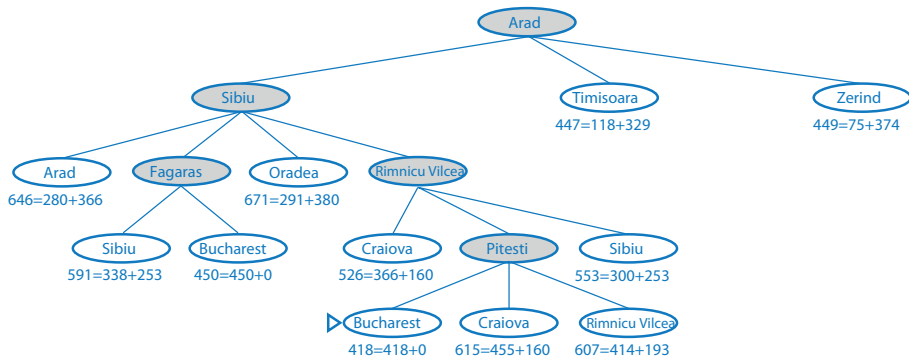 Arad
Sibiu Timisoara Zerind
447=118+329 449=75+374
Arad Fagaras Oradea Rimnicu Vilcea
646=280+366 671=291+380
Sibiu Bucharest Craiova Pitesti Sibiu
591=338+253 450=450+0 526=366+160 553=300+253
Bucharest Craiova Rimnicu Vilcea
418=418+0 615=455+160 607=414+193